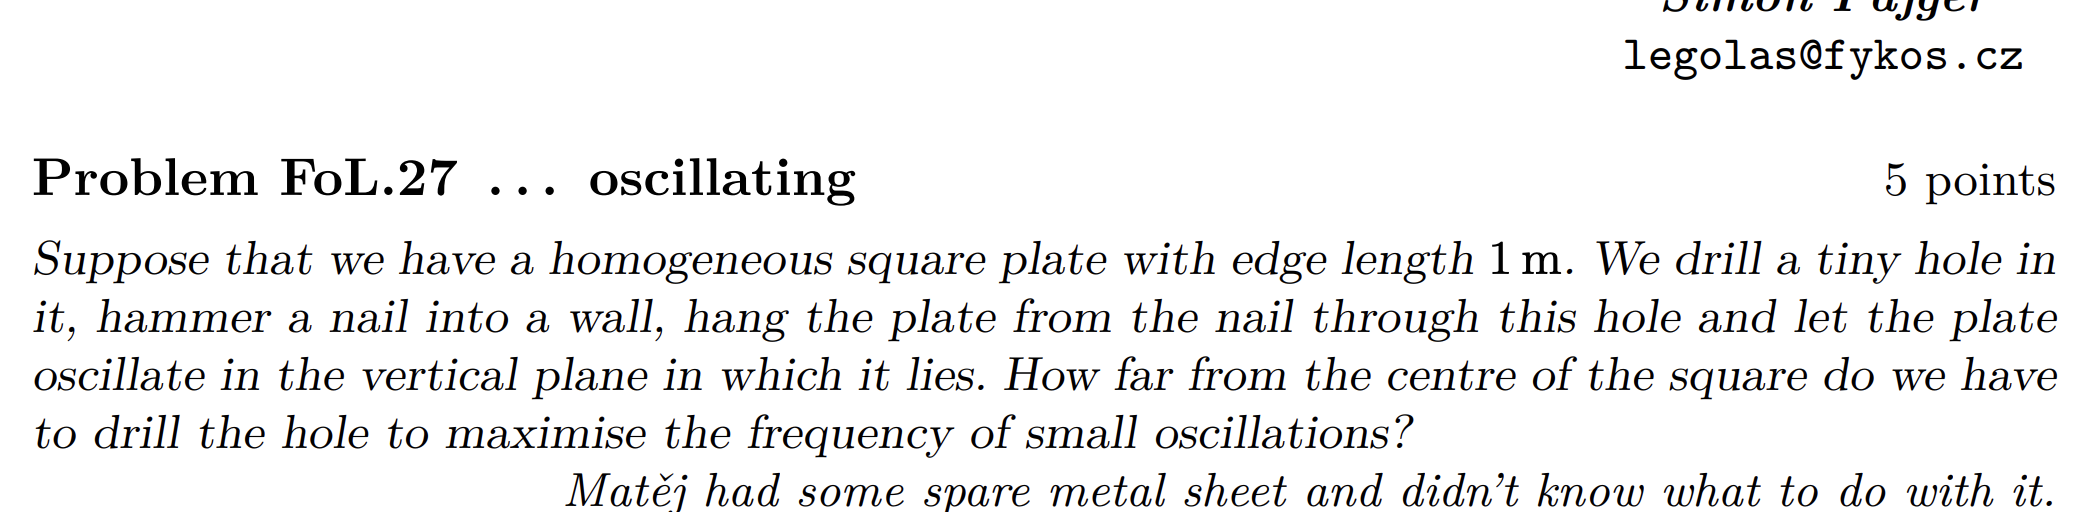 Šimon Pajger
legolas@fykos.cz
Problem FoL.27 ... oscillating 5 points
Suppose that we have a homogeneous square plate with edge length 1 m. We drill a tiny hole in
it, hammer a nail into a wall, hang the plate from the nail through this hole and let the plate
oscillate in the vertical plane in which it lies. How far from the centre of the square do we have
to drill the hole to maximise the frequency of small oscillations?
Matěj had some spare metal sheet and didn't know what to do with it.